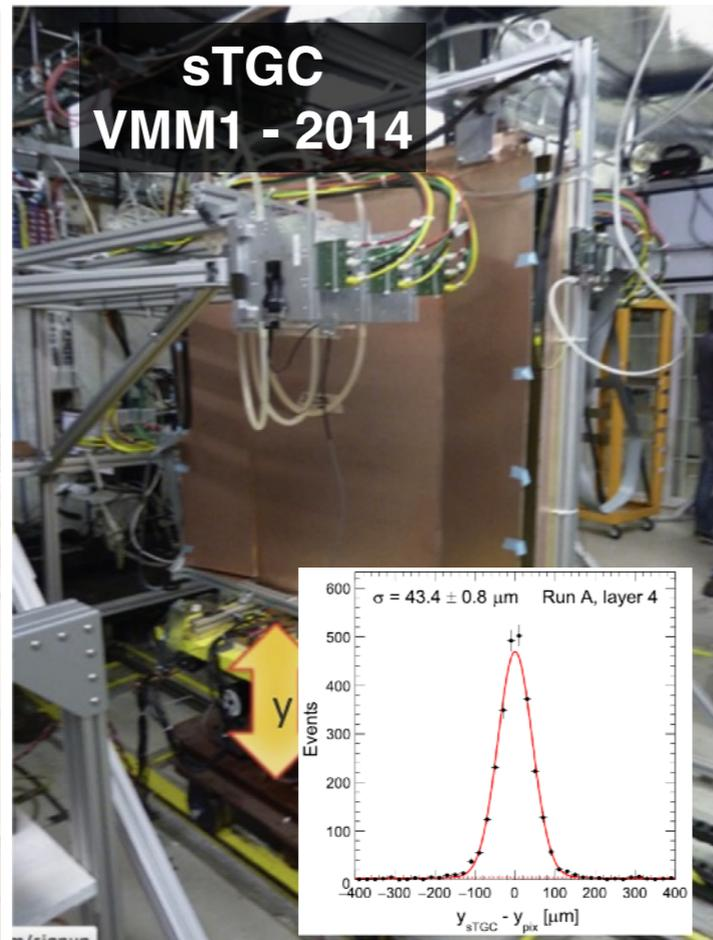 sTGC
VMM1 - 2014
y
σ = 43.4 ± 0.8 μm Run A, layer 4
Events
600
500
400
300
200
100
0
−400 −300 −200 −100 0 100 200 300 400
y_sTGC - y_pix [μm]